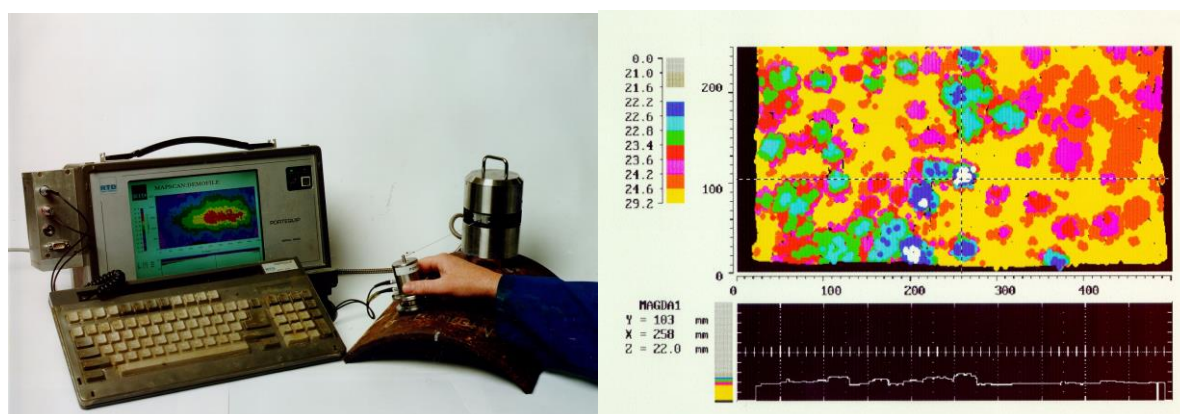 RTD
MAPSCAN DEMOFILE
PORTEQUIP
0.0
21.0
21.6
22.2
22.6
22.8
23.4
23.6
24.2
24.6
29.2
200
100
0
0 100 200 300 400
MAGDA1
Y = 103 mm
X = 258 mm
Z = 22.0 mm